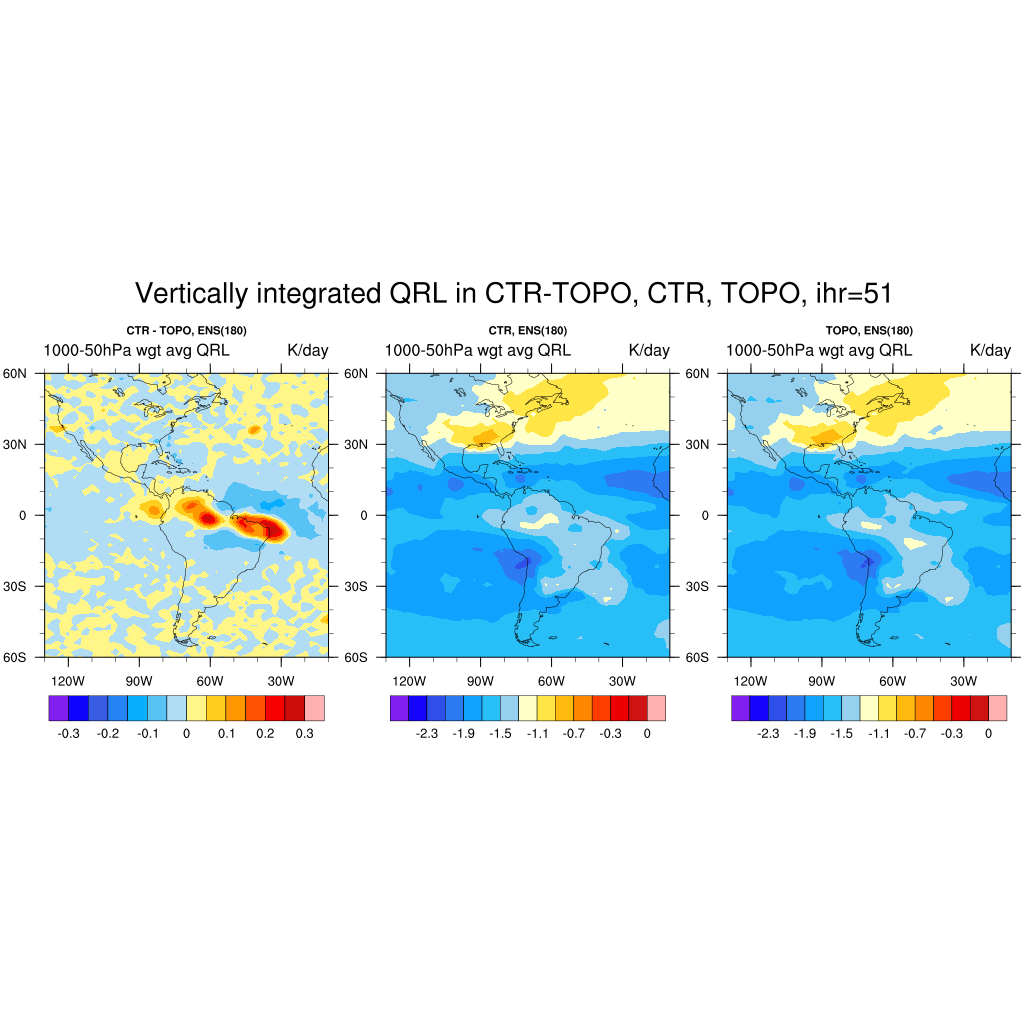 Vertically integrated QRL in CTR-TOPO, CTR, TOPO, ihr=51
CTR - TOPO, ENS(180)
1000-50hPa wgt avg QRL K/day
60N
30N
0
30S
60S
120W 90W 60W 30W
-0.3 -0.2 -0.1 0 0.1 0.2 0.3
CTR, ENS(180)
1000-50hPa wgt avg QRL K/day
60N
30N
0
30S
60S
120W 90W 60W 30W
-2.3 -1.9 -1.5 -1.1 -0.7 -0.3 0
TOPO, ENS(180)
1000-50hPa wgt avg QRL K/day
60N
30N
0
30S
60S
120W 90W 60W 30W
-2.3 -1.9 -1.5 -1.1 -0.7 -0.3 0